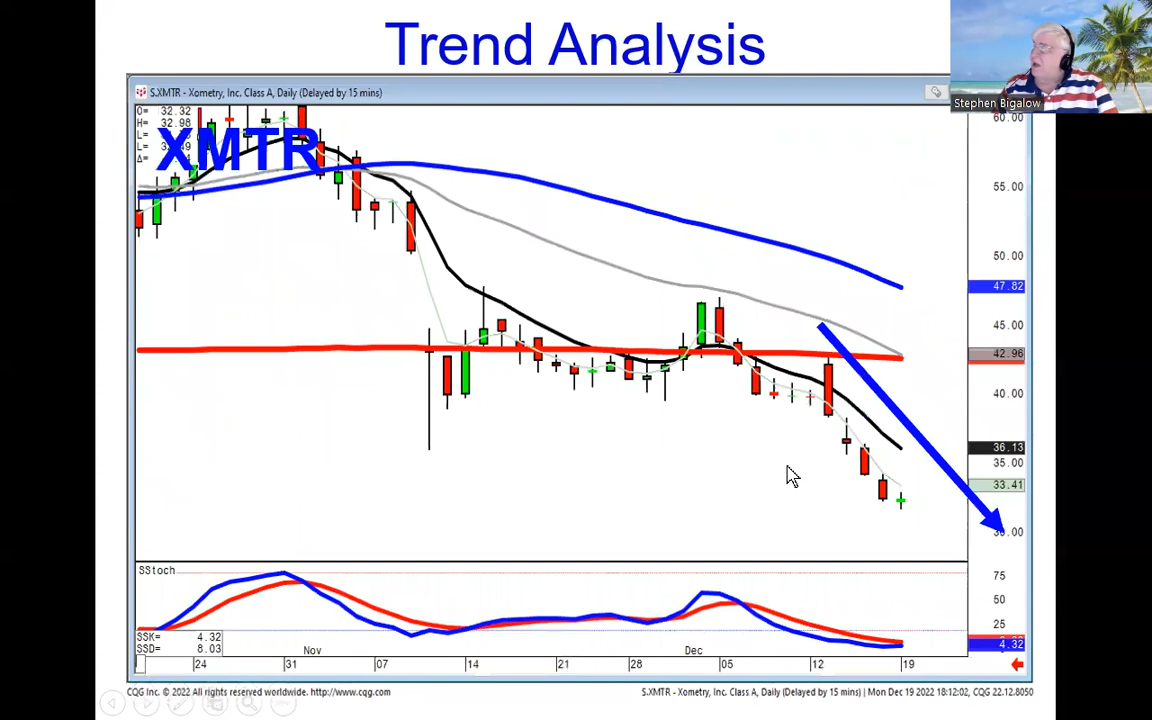 Trend Analysis
Stephen Bigalow
S.XMTR - Xometry, Inc. Class A, Daily (Delayed by 15 mins)
O= 32.32
H= 32.98
L=
L= 49
Δ=
XMTR
60.00
55.00
50.00
47.82
45.00
42.96
40.00
36.13
35.00
33.41
30.00
SStoch
75
50
25
4.32
SSK= 4.32
SSD= 8.03
Nov
Dec
24
31
07
14
21
28
05
12
19
CQG Inc. © 2022 All rights reserved worldwide. http://www.cqg.com
S.XMTR - Xometry, Inc. Class A, Daily (Delayed by 15 mins) | Mon Dec 19 2022 18:12:02, CQG 22.12.8050